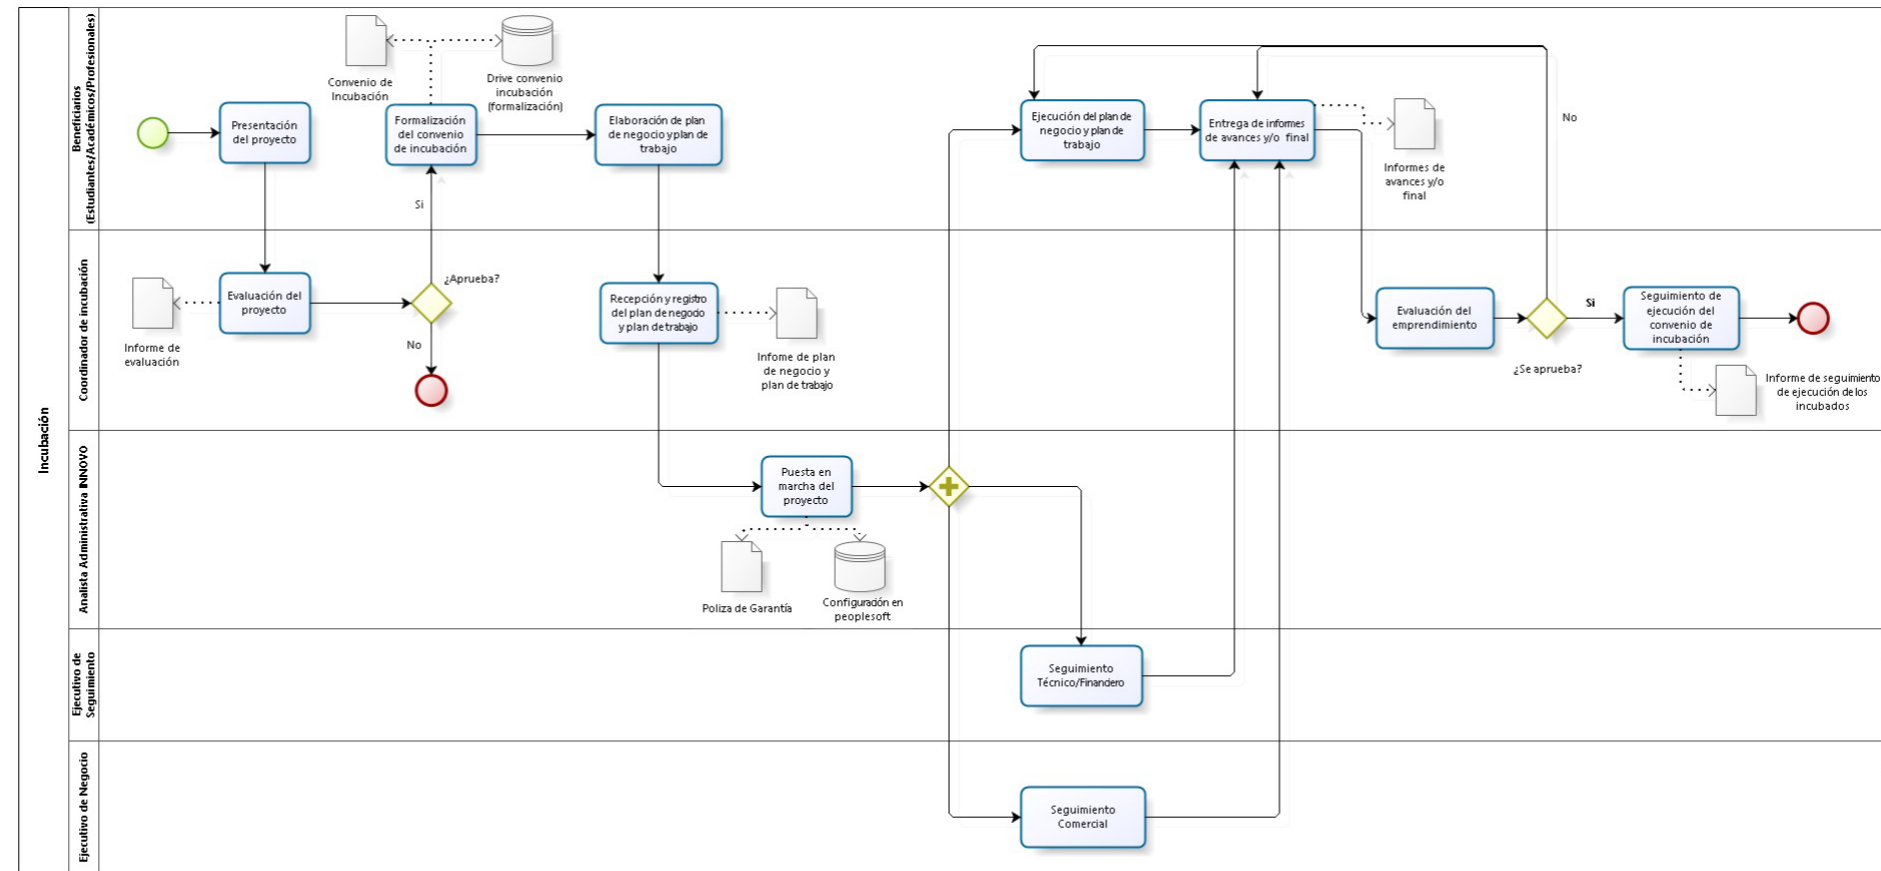 Incubación
Beneficiarios
(Estudiantes/Académicos/Profesionales)
Convenio de
Incubación
Drive convenio
incubación
(formalización)
Presentación
del proyecto
Formalización
del convenio
de incubación
Elaboración de plan
de negocio y plan de
trabajo
Ejecución del plan de
negocio y plan de
trabajo
Entrega de informes
de avances y/o final
Informes de
avances y/o
final
No
Si
Coordinador de incubación
Informe de
evaluación
Evaluación del
proyecto
¿Aprueba?
No
Recepción y registro
del plan de negocio
y plan de trabajo
Infome de plan
de negocio y
plan de trabajo
Evaluación del
emprendimiento
¿Se aprueba?
Si
Seguimiento de
ejecución del
convenio de
incubación
Informe de seguimiento
de ejecución de los
incubados
Analista Administrativa INNOVO
Puesta en
marcha del
proyecto
Poliza de Garantía
Configuración en
peoplesoft
Ejecutivo de
Seguimiento
Seguimiento
Técnico/Financiero
Ejecutivo de Negocio
Seguimiento
Comercial